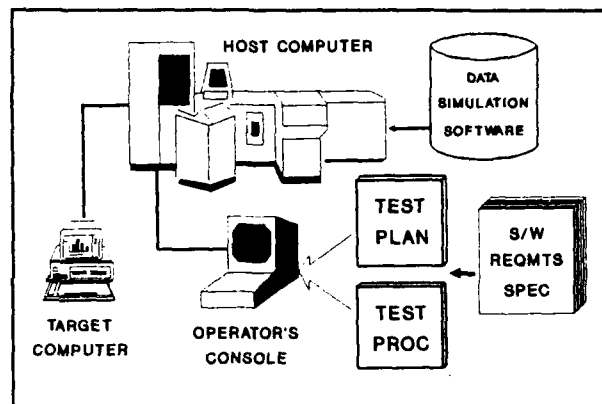 HOST COMPUTER
DATA
SIMULATION
SOFTWARE
TEST
PLAN
S/W
REQMTS
SPEC
TEST
PROC
TARGET
COMPUTER
OPERATOR'S
CONSOLE